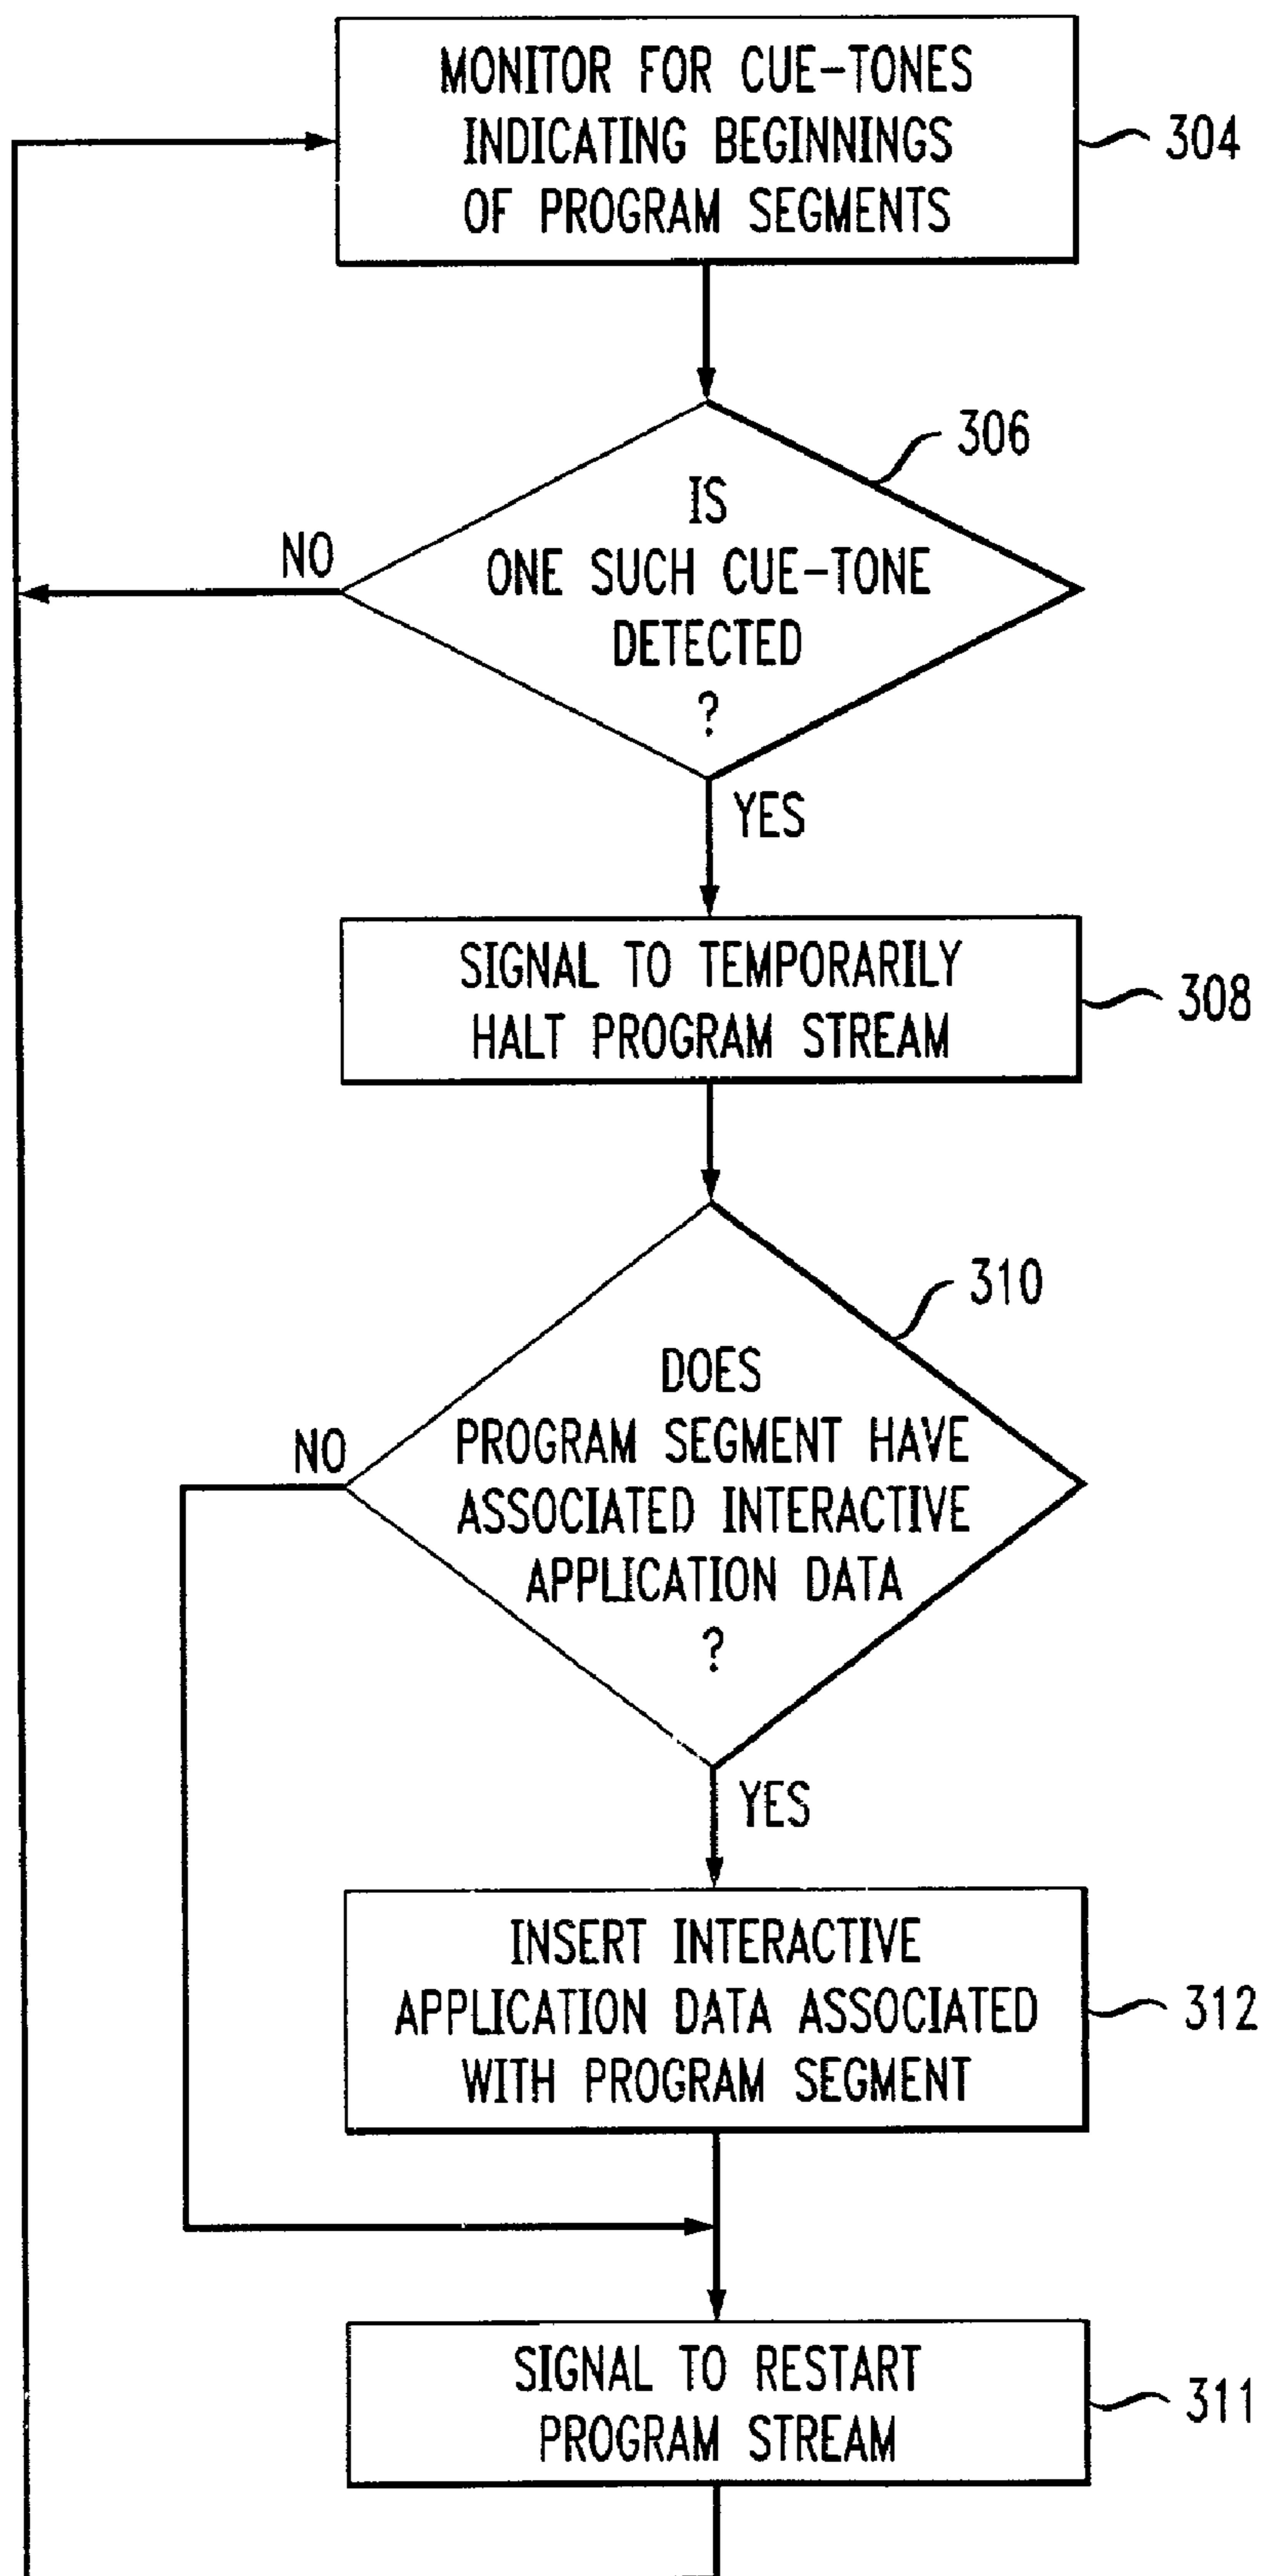 MONITOR FOR CUE-TONES
INDICATING BEGINNINGS
OF PROGRAM SEGMENTS
304
306
IS
ONE SUCH CUE-TONE
DETECTED
?
NO
YES
SIGNAL TO TEMPORARILY
HALT PROGRAM STREAM
308
310
DOES
PROGRAM SEGMENT HAVE
ASSOCIATED INTERACTIVE
APPLICATION DATA
?
NO
YES
INSERT INTERACTIVE
APPLICATION DATA ASSOCIATED
WITH PROGRAM SEGMENT
312
SIGNAL TO RESTART
PROGRAM STREAM
311